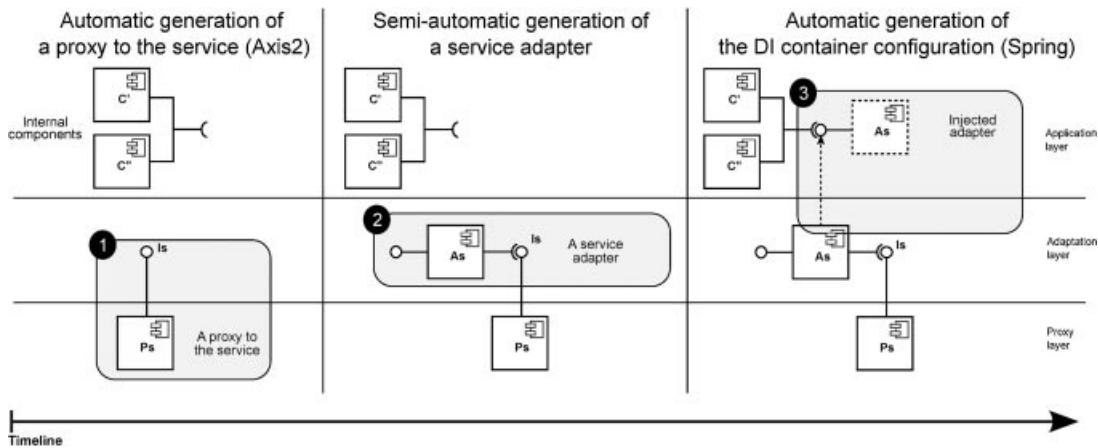 Automatic generation of
a proxy to the service (Axis2)
Semi-automatic generation of
a service adapter
Automatic generation of
the DI container configuration (Spring)
Internal
components
C'
C''
C'
C''
C'
C''
3
As
Injected
adapter
Application
layer
1
Is
2
As
Is
A service
adapter
As
Is
Adaptation
layer
Ps
A proxy to
the service
Ps
Ps
Proxy
layer
Timeline